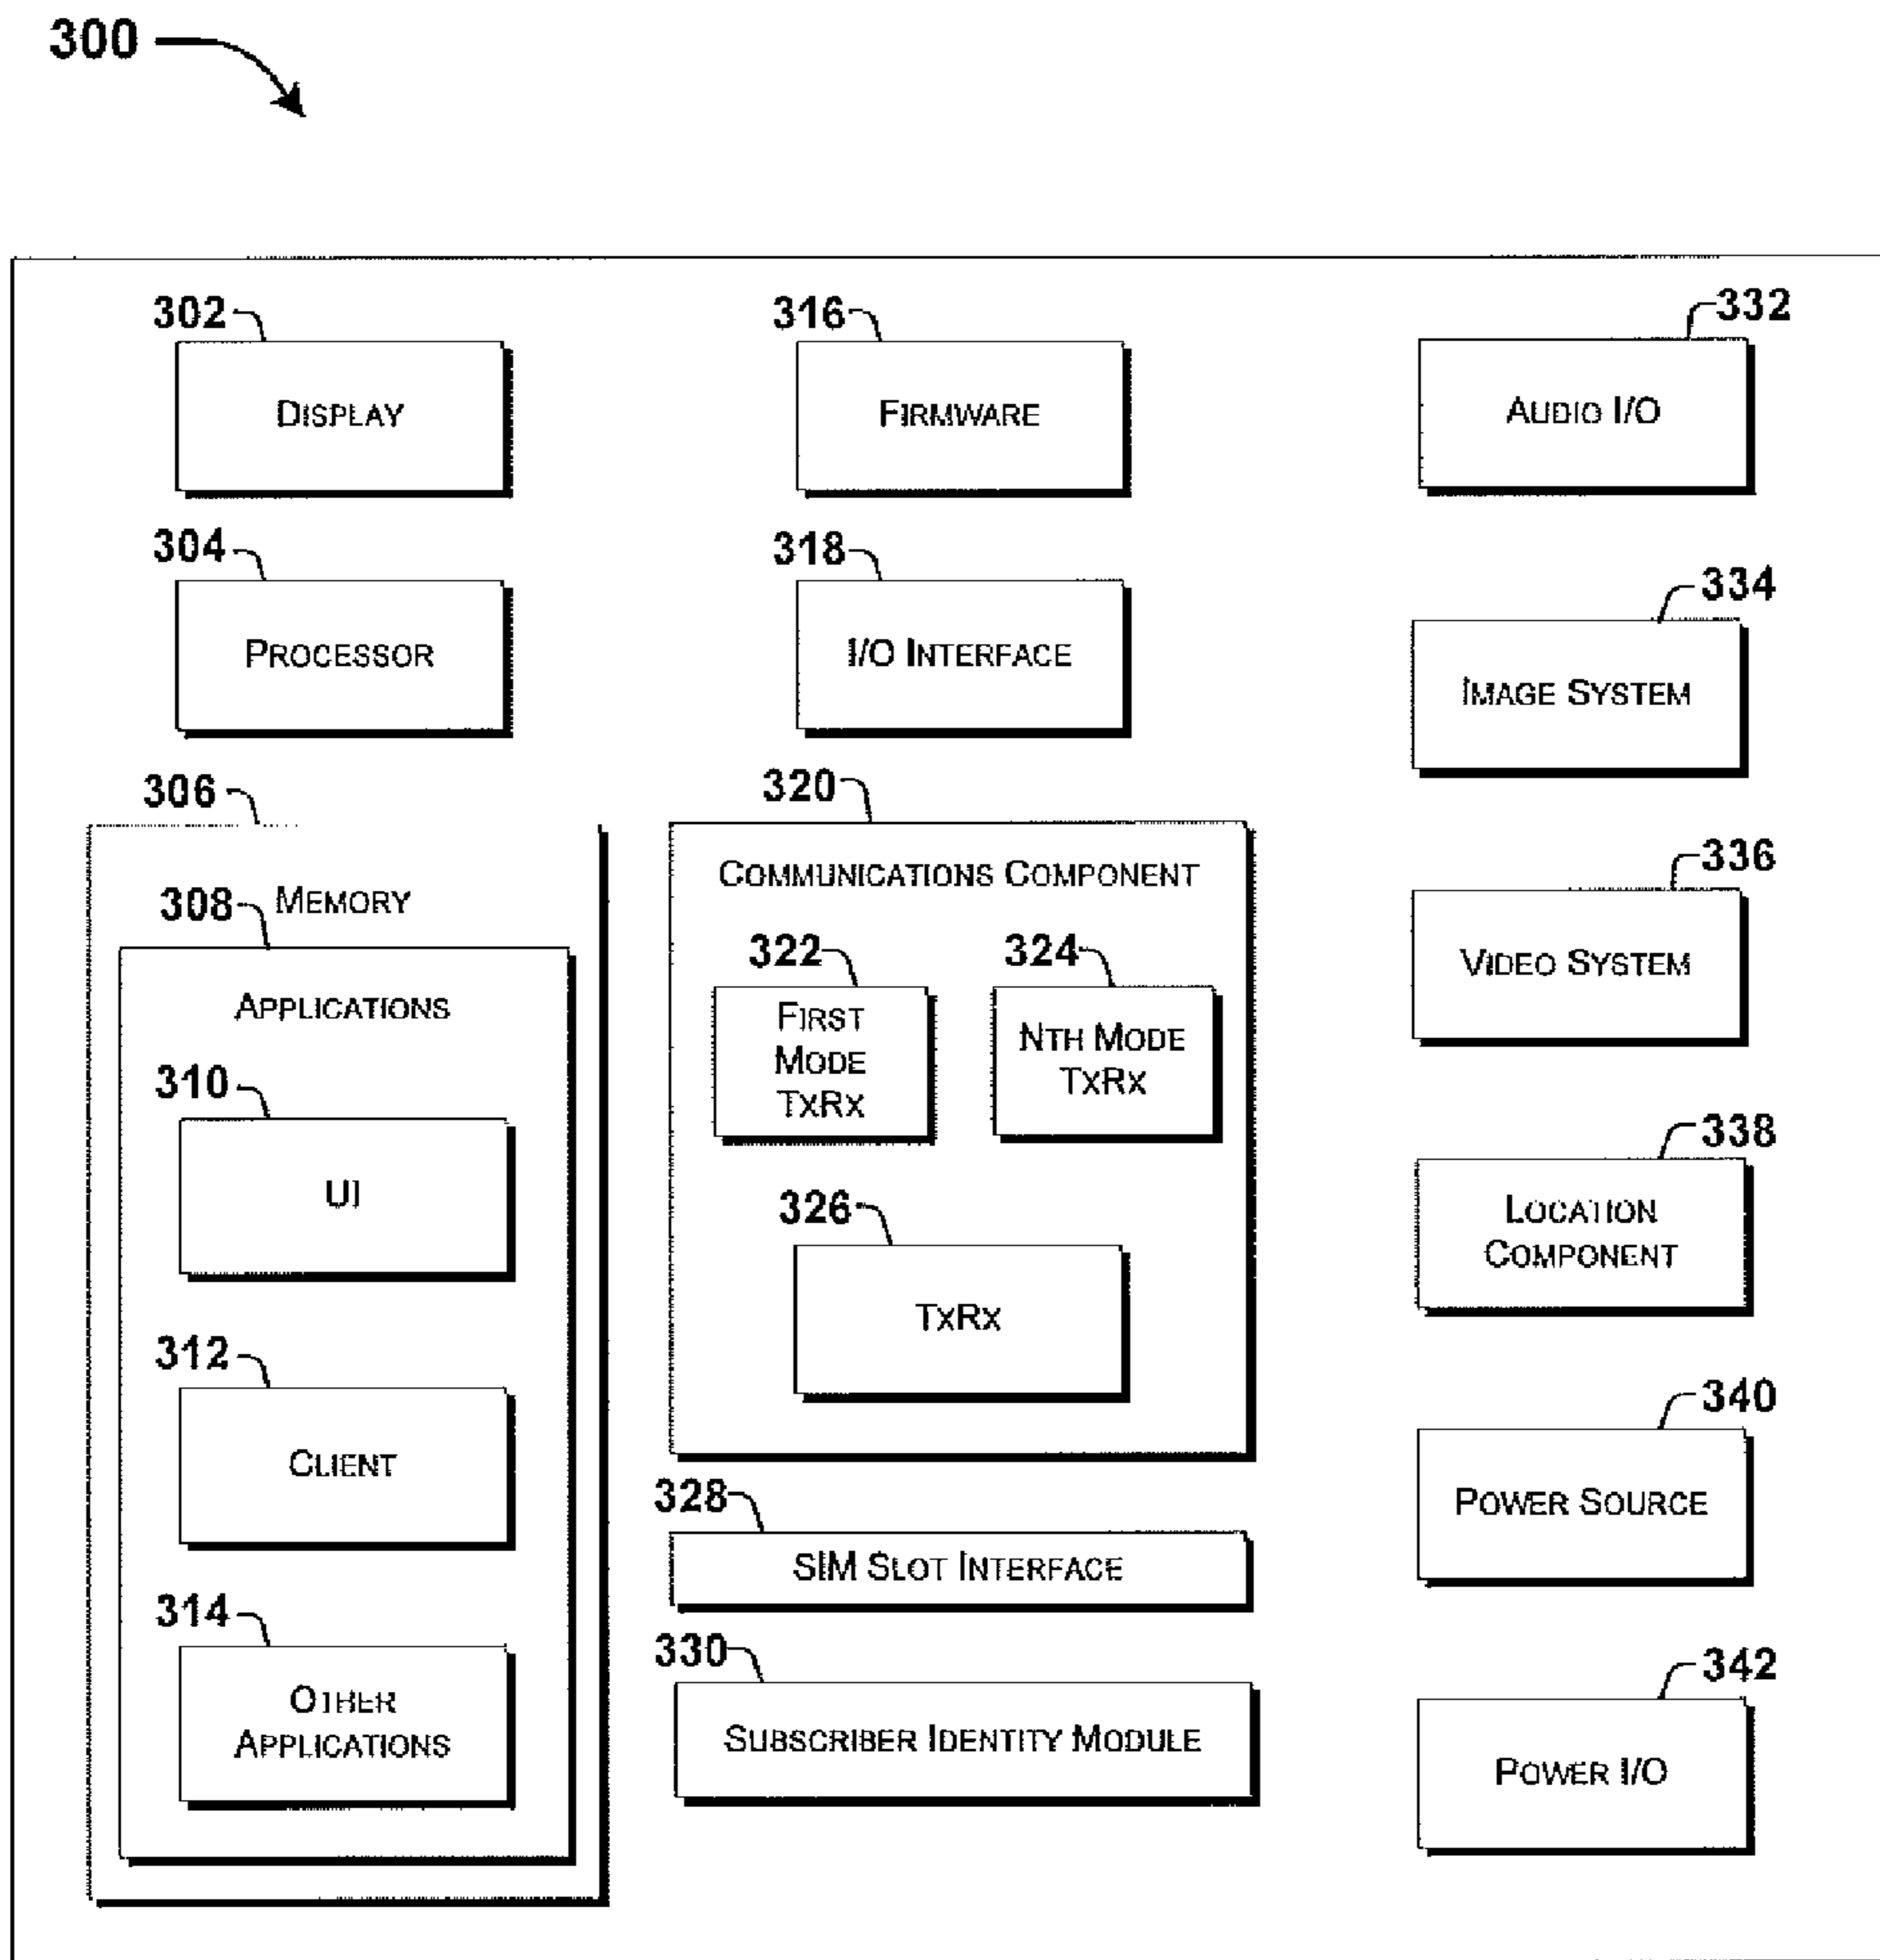 300
302
DISPLAY
304
PROCESSOR
306
MEMORY
308
APPLICATIONS
310
UI
312
CLIENT
314
OTHER
APPLICATIONS
316
FIRMWARE
318
I/O INTERFACE
320
COMMUNICATIONS COMPONENT
322
FIRST
MODE
TXRX
324
NTH MODE
TXRX
326
TXRX
328
SIM SLOT INTERFACE
330
SUBSCRIBER IDENTITY MODULE
332
AUDIO I/O
334
IMAGE SYSTEM
336
VIDEO SYSTEM
338
LOCATION
COMPONENT
340
POWER SOURCE
342
POWER I/O